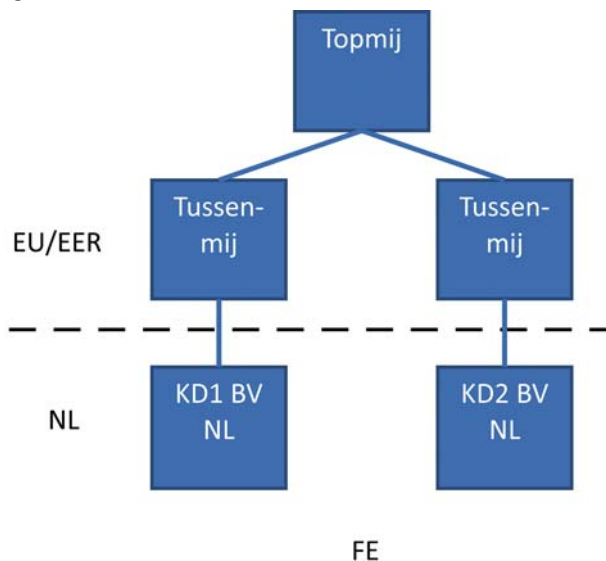 Topmij
Tussen-
mij
Tussen-
mij
EU/EER
KD1 BV
NL
KD2 BV
NL
NL
FE